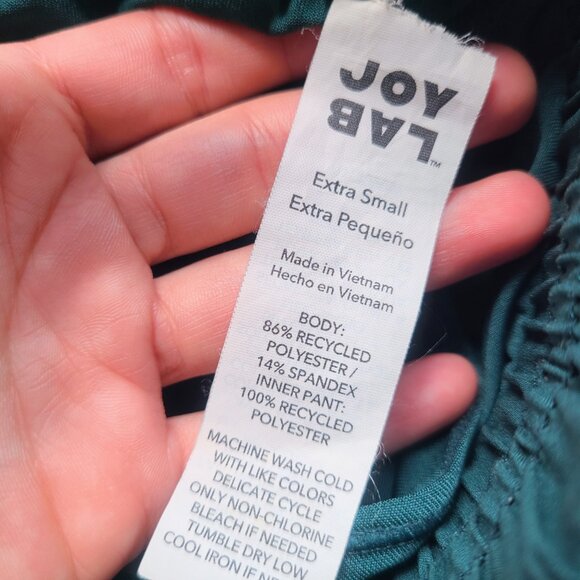 JOY
LAB™
Extra Small
Extra Pequeño
Made in Vietnam
Hecho en Vietnam
BODY:
86% RECYCLED
POLYESTER /
14% SPANDEX
INNER PANT:
100% RECYCLED
POLYESTER
MACHINE WASH COLD
WITH LIKE COLORS
DELICATE CYCLE
ONLY NON-CHLORINE
BLEACH IF NEEDED
TUMBLE DRY LOW
COOL IRON IF